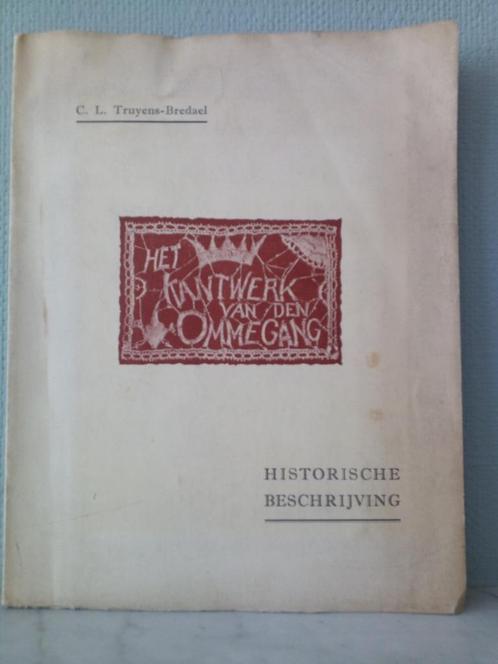 C. L. Truyens-Bredael
HET
KANTWERK
VAN DEN
OMMEGANG
HISTORISCHE
BESCHRIJVING